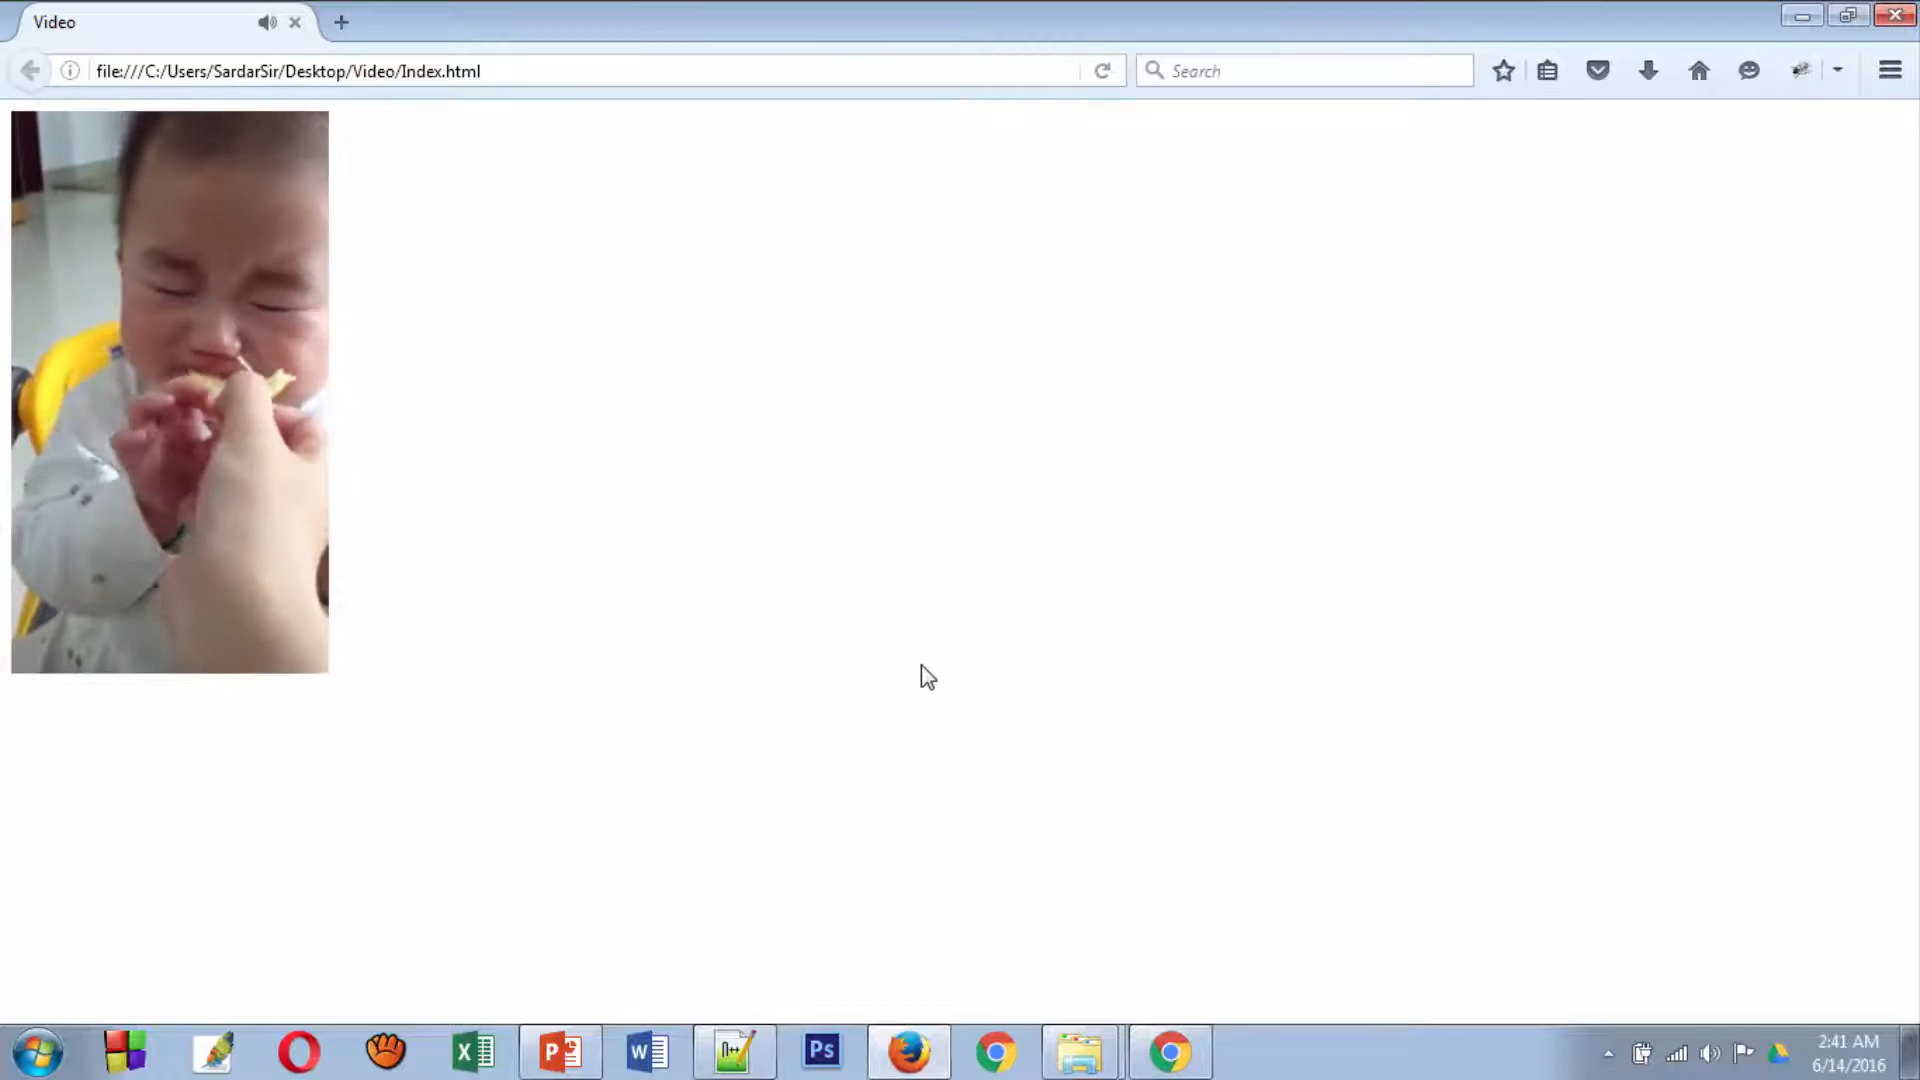 Video
file:///C:/Users/SardarSir/Desktop/Video/Index.html
Search
X
P
W
n++
Ps
2:41 AM
6/14/2016